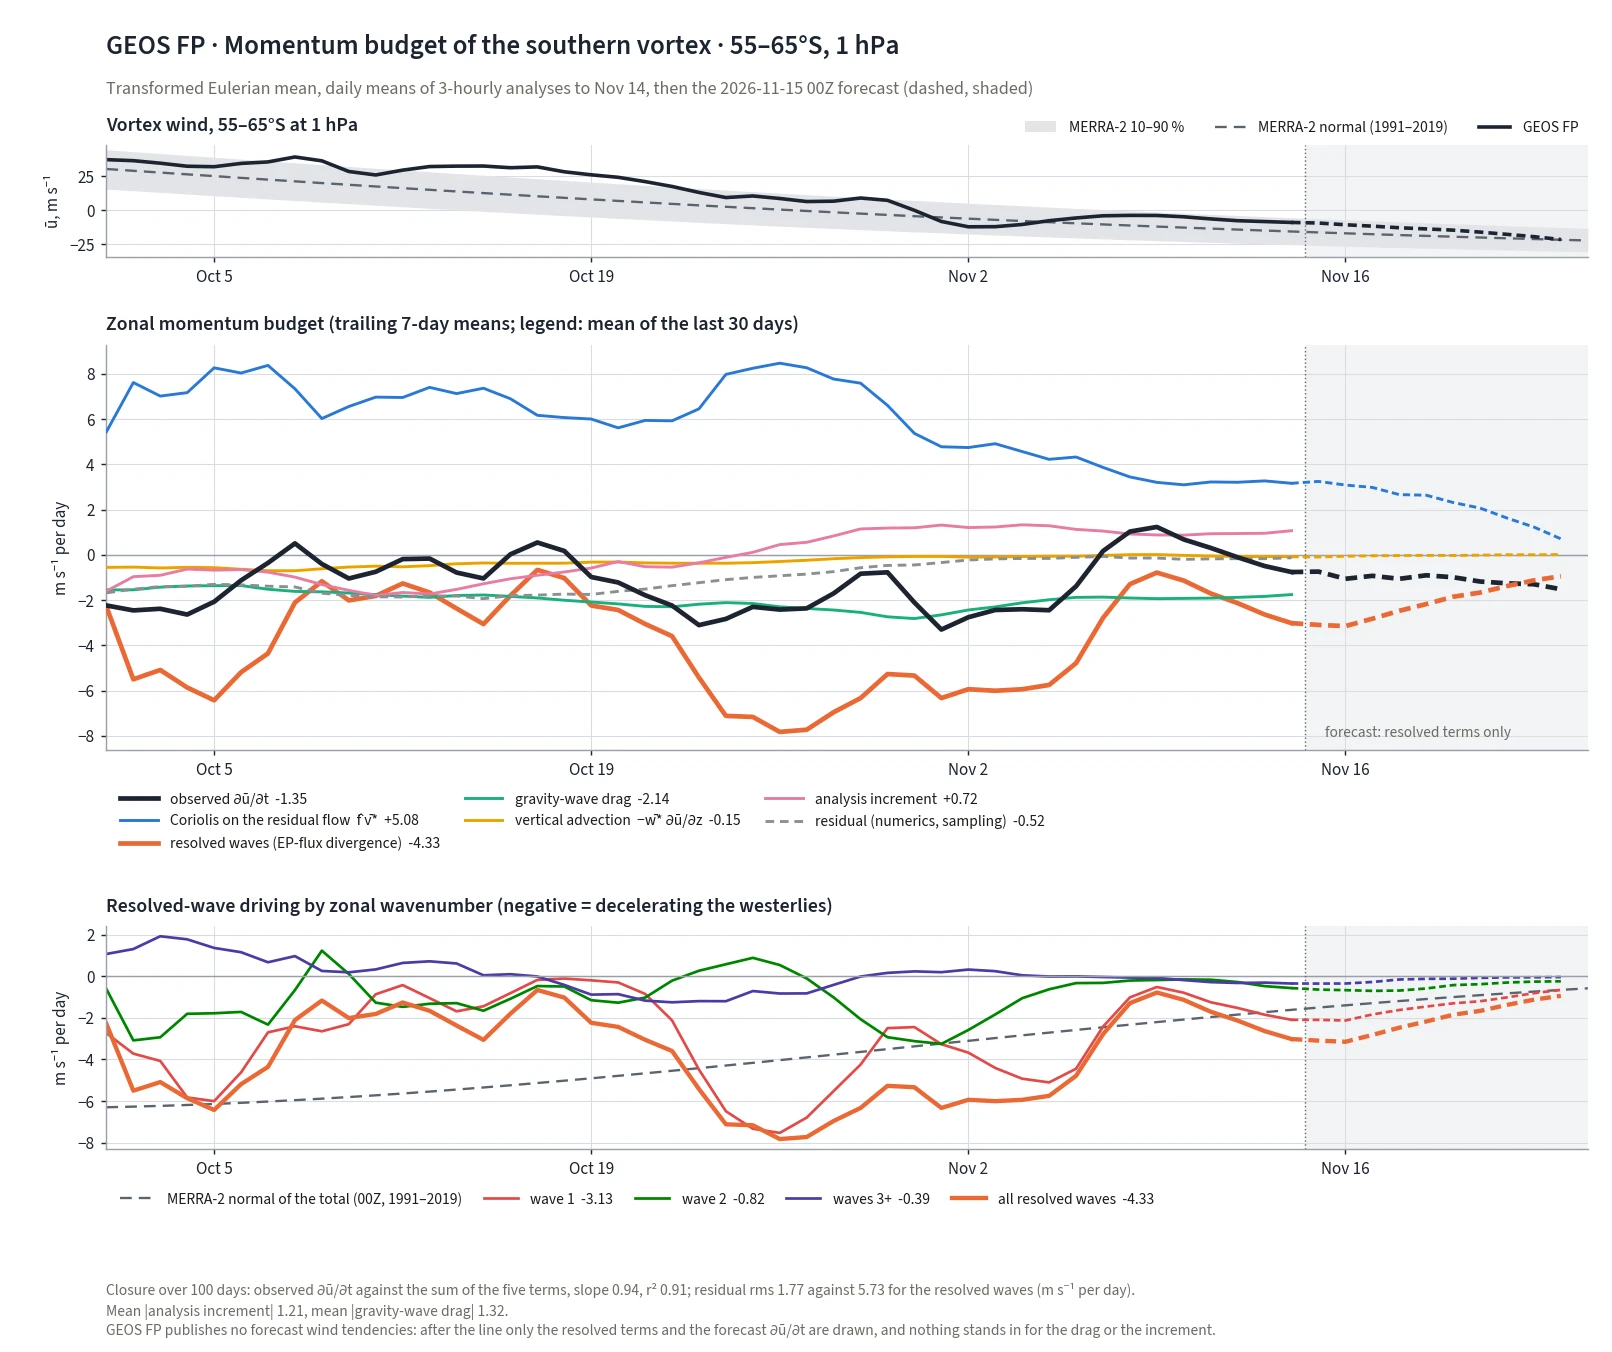 GEOS FP · Momentum budget of the southern vortex · 55–65°S, 1 hPa
Transformed Eulerian mean, daily means of 3-hourly analyses to Nov 14, then the 2026-11-15 00Z forecast (dashed, shaded)
Vortex wind, 55–65°S at 1 hPa
MERRA-2 10–90 %
MERRA-2 normal (1991–2019)
GEOS FP
ū, m s⁻¹
25
0
−25
Oct 5
Oct 19
Nov 2
Nov 16
Zonal momentum budget (trailing 7-day means; legend: mean of the last 30 days)
m s⁻¹ per day
8
6
4
2
0
−2
−4
−6
−8
forecast: resolved terms only
Oct 5
Oct 19
Nov 2
Nov 16
observed ∂ū/∂t -1.35
gravity-wave drag -2.14
analysis increment +0.72
Coriolis on the residual flow f v̄* +5.08
vertical advection −w̄* ∂ū/∂z -0.15
residual (numerics, sampling) -0.52
resolved waves (EP-flux divergence) -4.33
Resolved-wave driving by zonal wavenumber (negative = decelerating the westerlies)
m s⁻¹ per day
2
0
−2
−4
−6
−8
Oct 5
Oct 19
Nov 2
Nov 16
MERRA-2 normal of the total (00Z, 1991–2019)
wave 1 -3.13
wave 2 -0.82
waves 3+ -0.39
all resolved waves -4.33
Closure over 100 days: observed ∂ū/∂t against the sum of the five terms, slope 0.94, r² 0.91; residual rms 1.77 against 5.73 for the resolved waves (m s⁻¹ per day).
Mean |analysis increment| 1.21, mean |gravity-wave drag| 1.32.
GEOS FP publishes no forecast wind tendencies: after the line only the resolved terms and the forecast ∂ū/∂t are drawn, and nothing stands in for the drag or the increment.